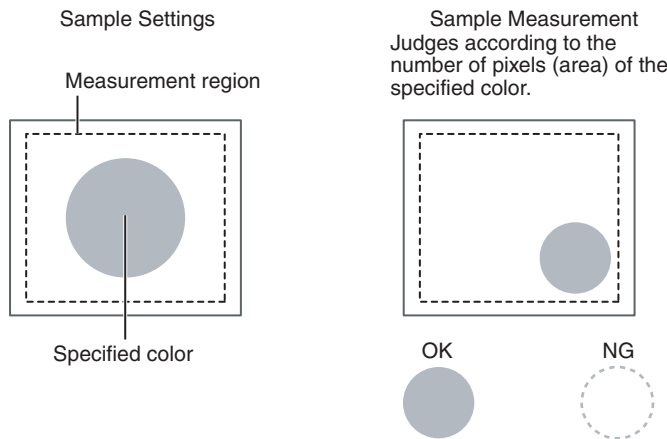 Sample Settings
Measurement region
Specified color
Sample Measurement
Judges according to the
number of pixels (area) of the
specified color.
OK
NG